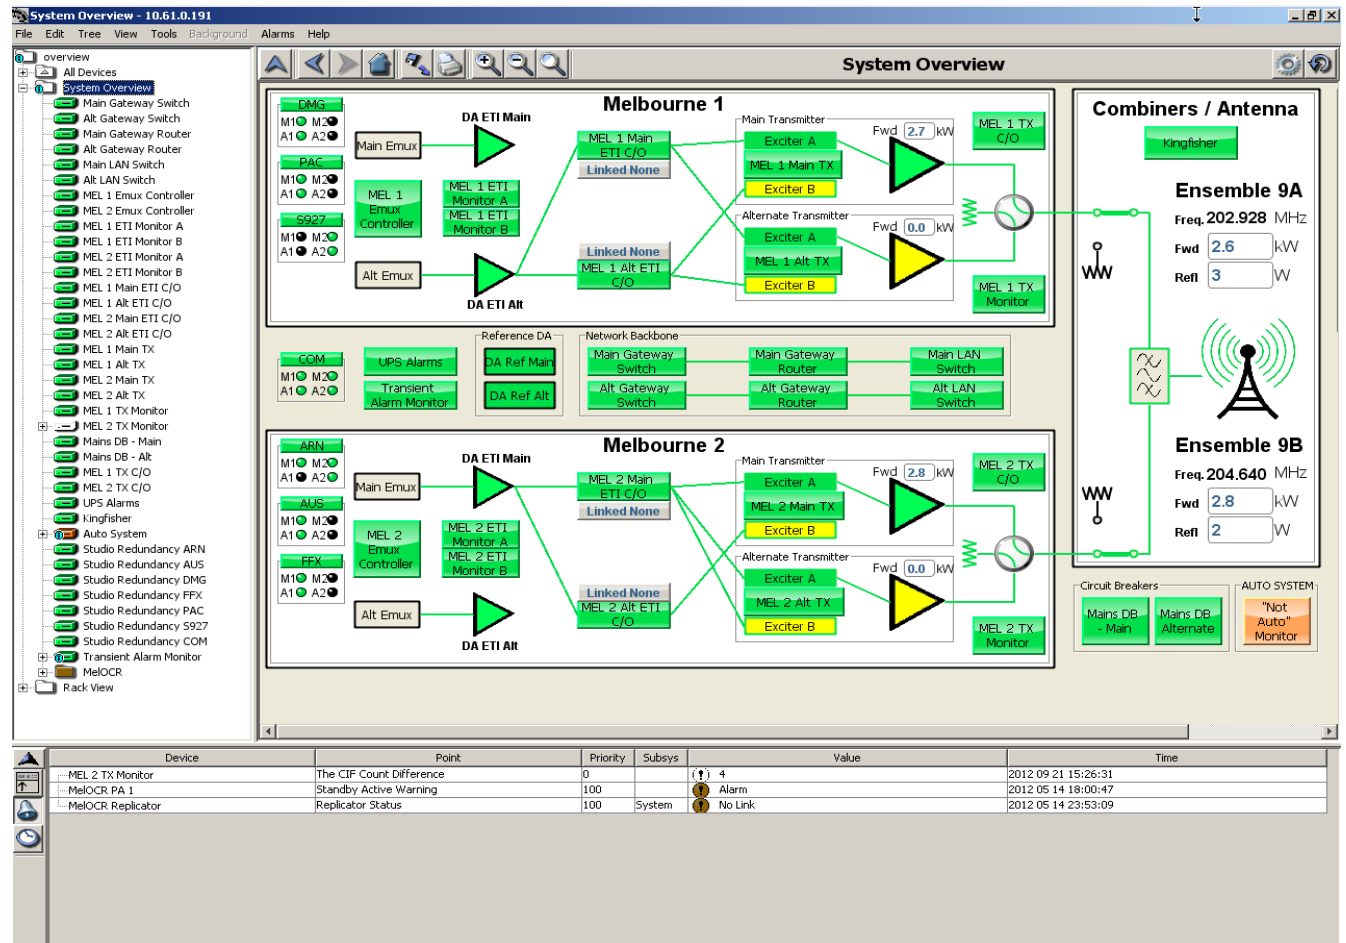 System Overview - 10.61.0.191
File Edit Tree View Tools Background Alarms Help
overview
All Devices
System Overview
Main Gateway Switch
Alt Gateway Switch
Main Gateway Router
Alt Gateway Router
Main LAN Switch
Alt LAN Switch
MEL 1 Emux Controller
MEL 2 Emux Controller
MEL 1 ETI Monitor A
MEL 1 ETI Monitor B
MEL 2 ETI Monitor A
MEL 2 ETI Monitor B
MEL 1 Main ETI C/O
MEL 1 Alt ETI C/O
MEL 2 Main ETI C/O
MEL 2 Alt ETI C/O
MEL 1 Main TX
MEL 1 Alt TX
MEL 2 Main TX
MEL 2 Alt TX
MEL 1 TX Monitor
MEL 2 TX Monitor
Mains DB - Main
Mains DB - Alt
MEL 1 TX C/O
MEL 2 TX C/O
UPS Alarms
Kingfisher
Auto System
Studio Redundancy ARN
Studio Redundancy AUS
Studio Redundancy DMG
Studio Redundancy FFX
Studio Redundancy PAC
Studio Redundancy S927
Studio Redundancy COM
Transient Alarm Monitor
MelOCR
Rack View
System Overview
Melbourne 1
DMG
M1 M2
A1 A2
PAC
M1 M2
A1 A2
S927
M1 M2
A1 A2
Main Emux
MEL 1
Emux
Controller
Alt Emux
DA ETI Main
MEL 1 ETI
Monitor A
MEL 1 ETI
Monitor B
DA ETI Alt
MEL 1 Main
ETI C/O
Linked None
Linked None
MEL 1 Alt ETI
C/O
Main Transmitter
Exciter A
MEL 1 Main TX
Exciter B
Fwd 2.7 kW
Alternate Transmitter
Exciter A
MEL 1 Alt TX
Exciter B
Fwd 0.0 kW
MEL 1 TX
C/O
MEL 1 TX
Monitor
COM
M1 M2
A1 A2
UPS Alarms
Transient
Alarm Monitor
Reference DA
DA Ref Main
DA Ref Alt
Network Backbone
Main Gateway
Switch
Main Gateway
Router
Main LAN
Switch
Alt Gateway
Switch
Alt Gateway
Router
Alt LAN
Switch
Melbourne 2
ARN
M1 M2
A1 A2
AUS
M1 M2
A1 A2
FFX
M1 M2
A1 A2
Main Emux
MEL 2
Emux
Controller
Alt Emux
DA ETI Main
MEL 2 ETI
Monitor A
MEL 2 ETI
Monitor B
DA ETI Alt
MEL 2 Main
ETI C/O
Linked None
Linked None
MEL 2 Alt ETI
C/O
Main Transmitter
Exciter A
MEL 2 Main TX
Exciter B
Fwd 2.8 kW
Alternate Transmitter
Exciter A
MEL 2 Alt TX
Exciter B
Fwd 0.0 kW
MEL 2 TX
C/O
MEL 2 TX
Monitor
Combiners / Antenna
Kingfisher
Ensemble 9A
Freq. 202.928 MHz
Fwd 2.6 kW
Refl 3 W
Ensemble 9B
Freq. 204.640 MHz
Fwd 2.8 kW
Refl 2 W
Circuit Breakers
Mains DB
- Main
Mains DB
Alternate
AUTO SYSTEM
"Not
Auto"
Monitor
Device Point Priority Subsys Value Time
MEL 2 TX Monitor The CIF Count Difference 0 4 2012 09 21 15:26:31
MelOCR PA 1 Standby Active Warning 100 Alarm 2012 05 14 18:00:47
MelOCR Replicator Replicator Status 100 System No Link 2012 05 14 23:53:09